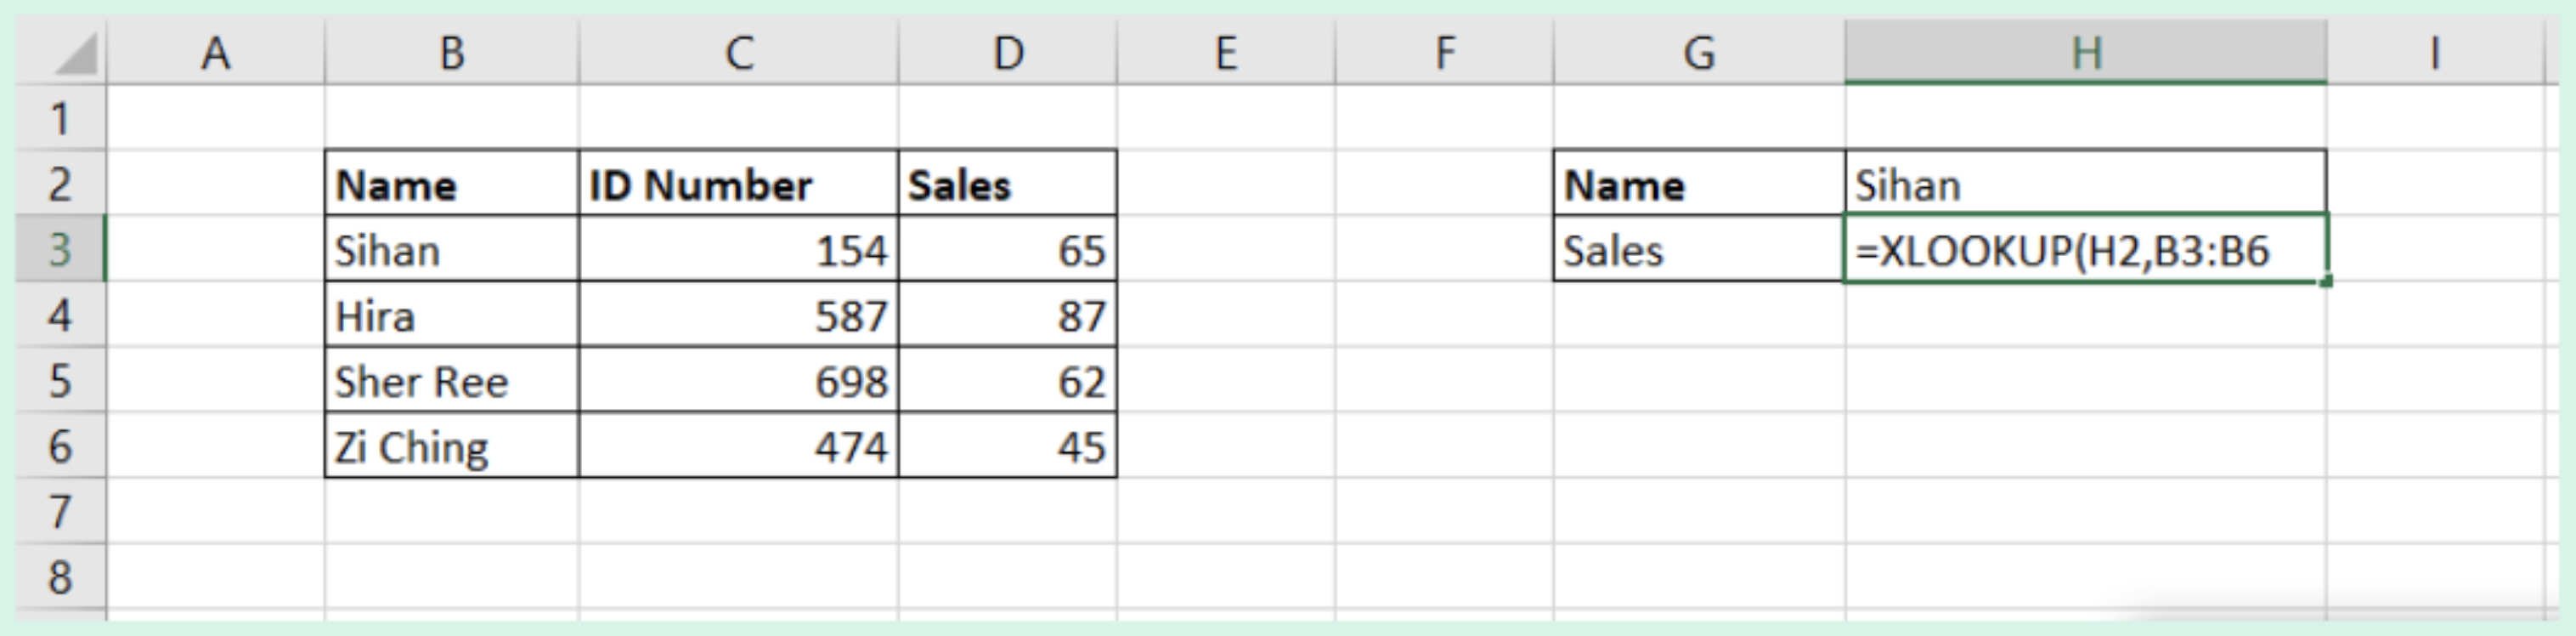 A B C D E F G H I
1
2 Name ID Number Sales Name Sihan
3 Sihan 154 65 Sales =XLOOKUP(H2,B3:B6
4 Hira 587 87
5 Sher Ree 698 62
6 Zi Ching 474 45
7
8